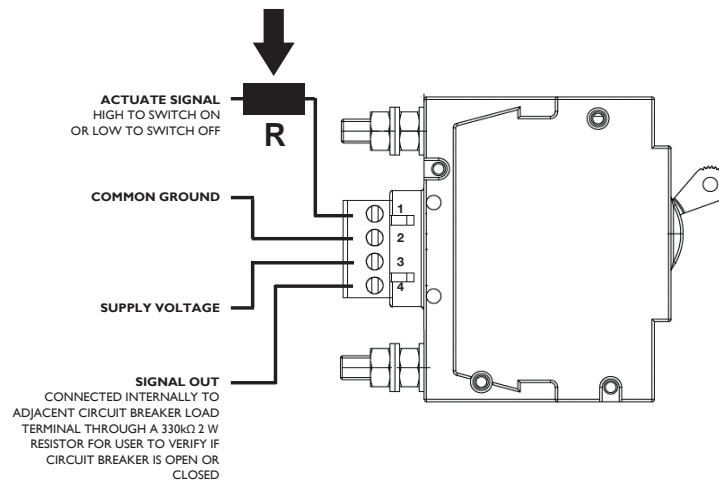 ACTUATE SIGNAL
HIGH TO SWITCH ON
OR LOW TO SWITCH OFF
R
COMMON GROUND
1
2
3
4
SUPPLY VOLTAGE
SIGNAL OUT
CONNECTED INTERNALLY TO
ADJACENT CIRCUIT BREAKER LOAD
TERMINAL THROUGH A 330kΩ 2 W
RESISTOR FOR USER TO VERIFY IF
CIRCUIT BREAKER IS OPEN OR
CLOSED